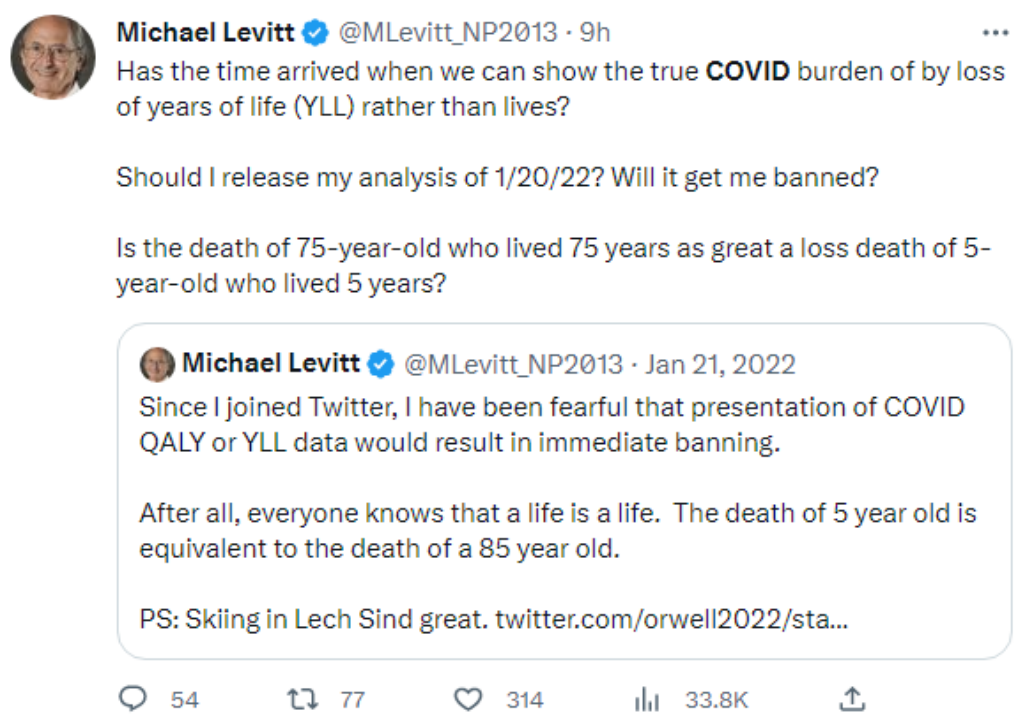 Michael Levitt @MLevitt_NP2013 · 9h
Has the time arrived when we can show the true COVID burden of by loss
of years of life (YLL) rather than lives?
Should I release my analysis of 1/20/22? Will it get me banned?
Is the death of 75-year-old who lived 75 years as great a loss death of 5-
year-old who lived 5 years?
Michael Levitt @MLevitt_NP2013 · Jan 21, 2022
Since I joined Twitter, I have been fearful that presentation of COVID
QALY or YLL data would result in immediate banning.
After all, everyone knows that a life is a life.  The death of 5 year old is
equivalent to the death of a 85 year old.
PS: Skiing in Lech Sind great. twitter.com/orwell2022/sta...
54 77 314 33.8K